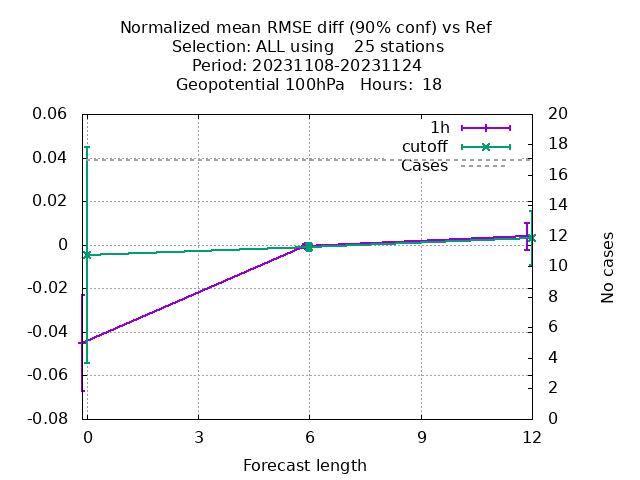 Normalized mean RMSE diff (90% conf) vs Ref
Selection: ALL using    25 stations
Period: 20231108-20231124
Geopotential 100hPa   Hours:  18
0.06
0.04
0.02
0
-0.02
-0.04
-0.06
-0.08
1h
cutoff
Cases
20
18
16
14
12
10
8
6
4
2
0
No cases
0
3
6
9
12
Forecast length